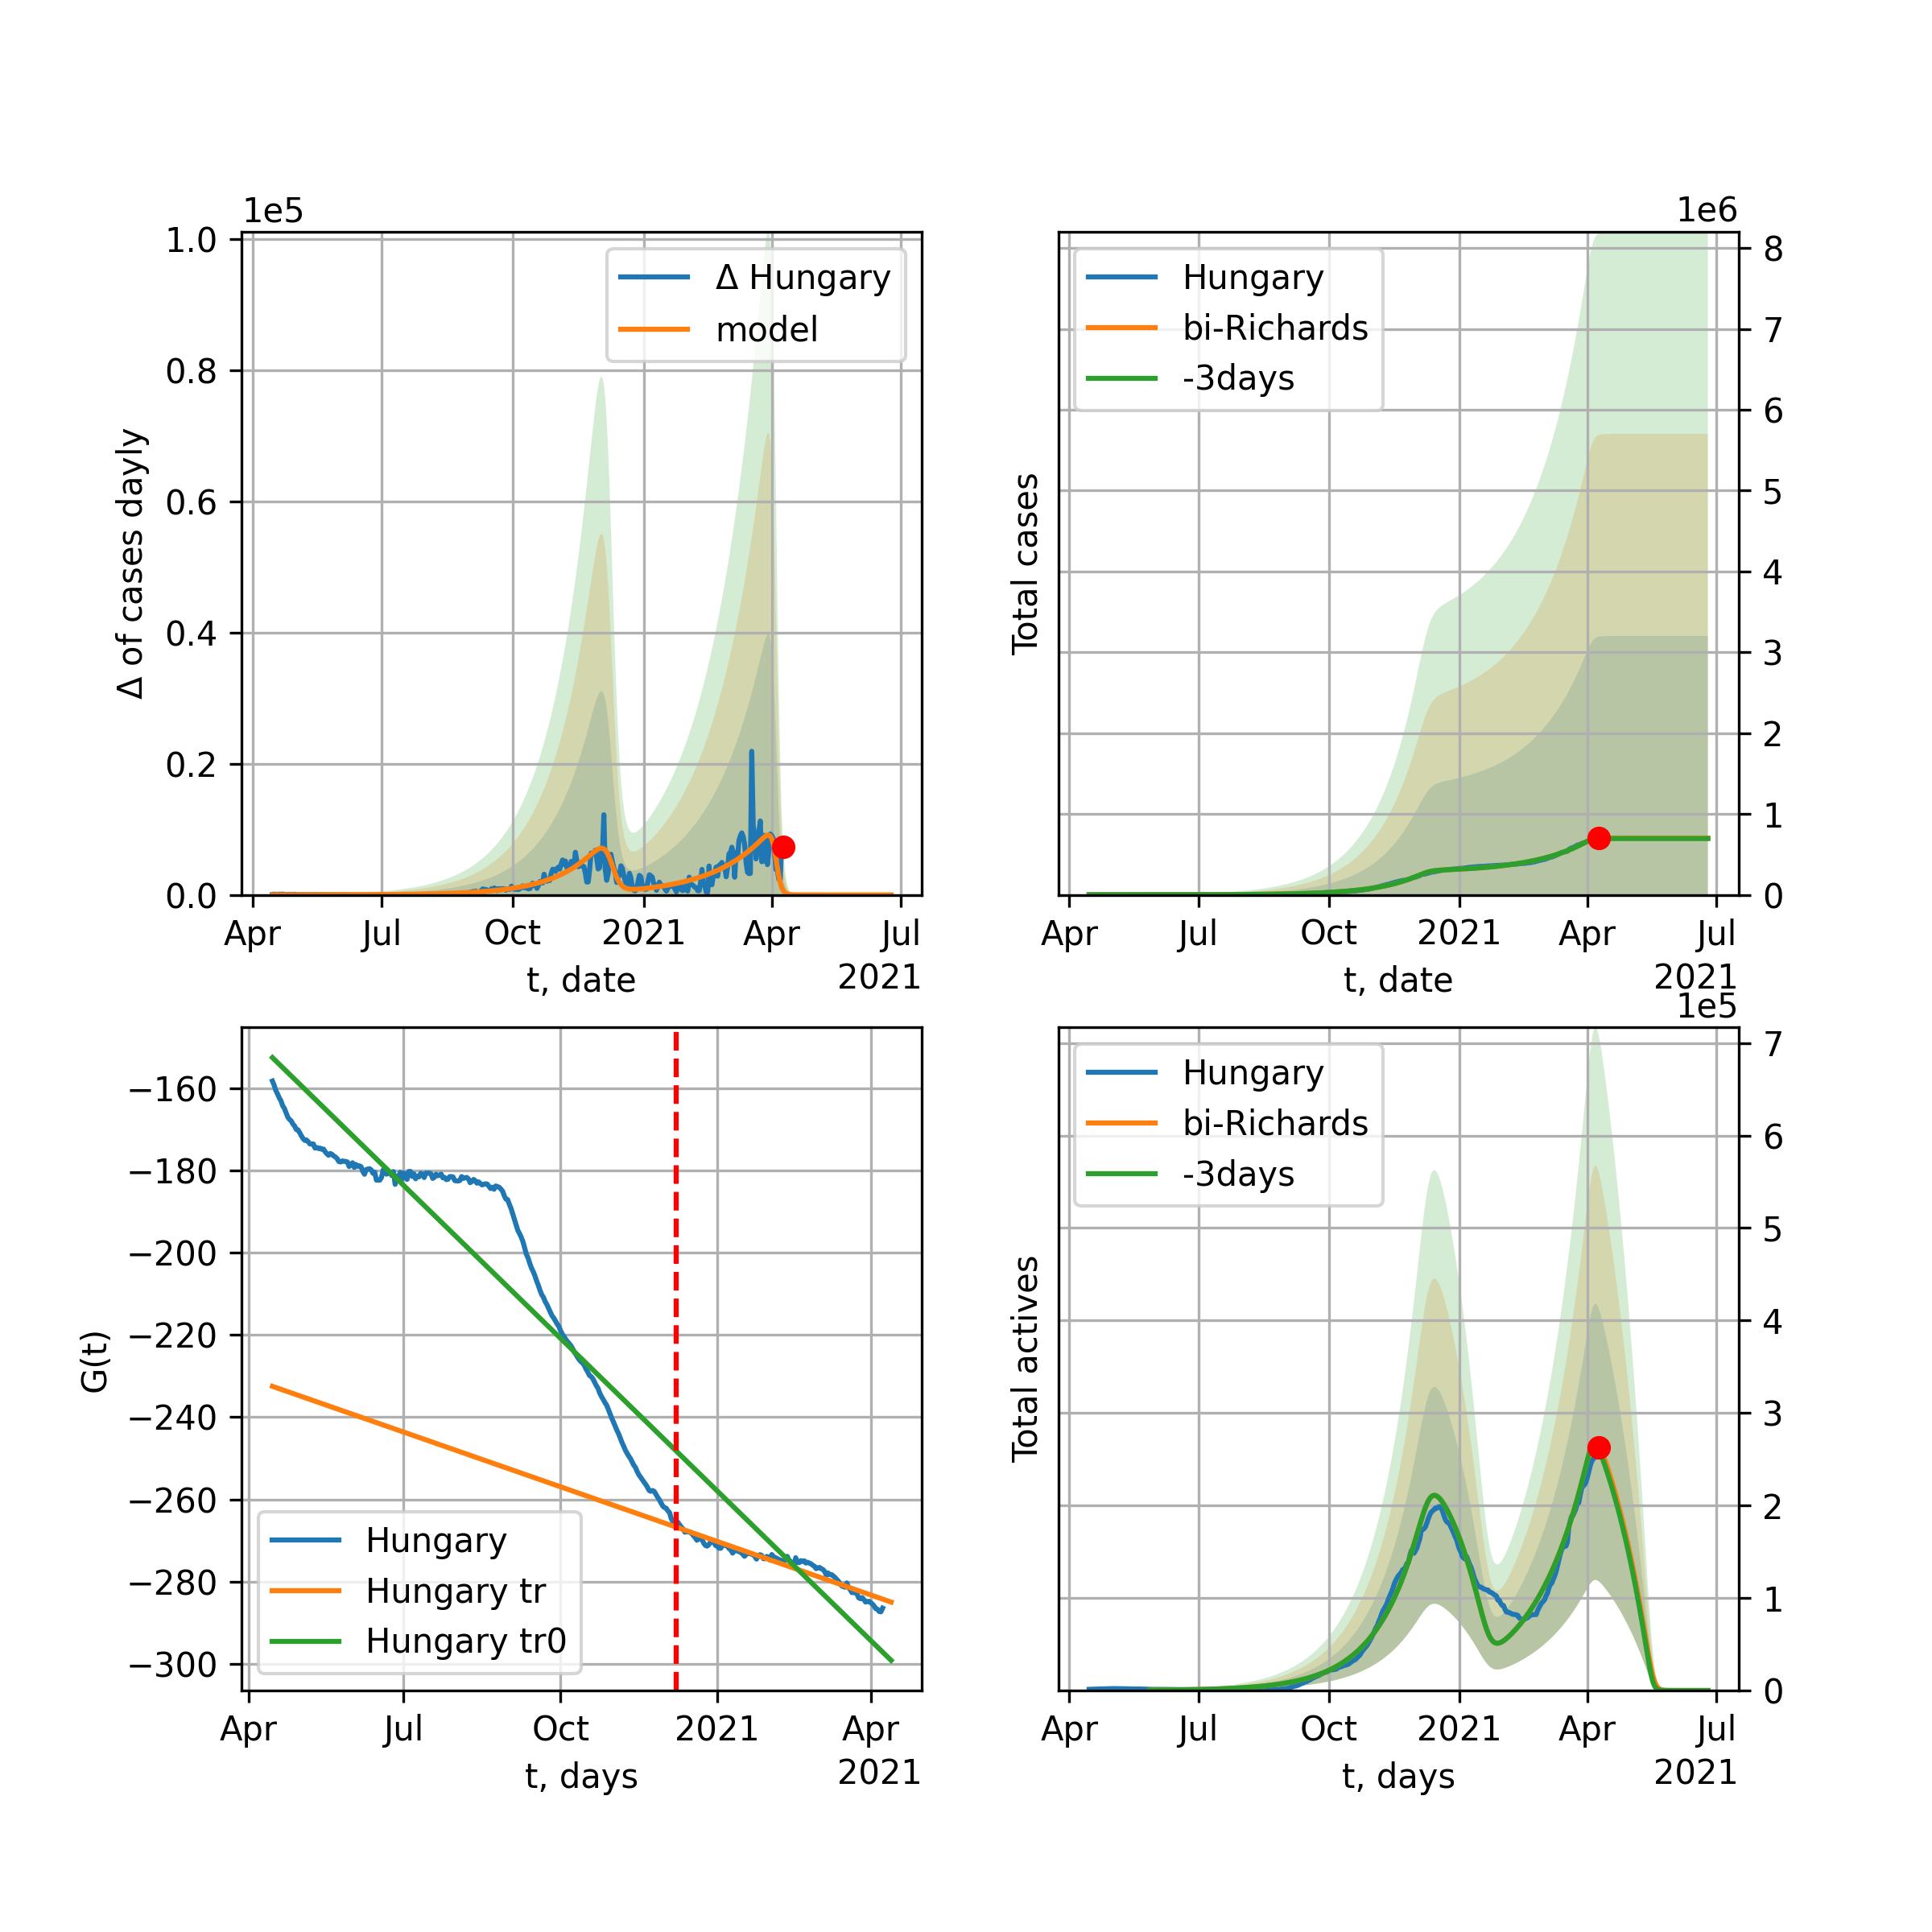 1e5
1.0
0.8
0.6
0.4
0.2
0.0
Δ of cases dayly
Δ Hungary
model
Apr Jul Oct 2021 Apr Jul
t, date 2021
1e6
8
7
6
5
4
3
2
1
0
Total cases
Hungary
bi-Richards
-3days
Apr Jul Oct 2021 Apr Jul
t, date 2021
−160
−180
−200
−220
−240
−260
−280
−300
G(t)
Hungary
Hungary tr
Hungary tr0
Apr Jul Oct 2021 Apr
t, days 2021
1e5
7
6
5
4
3
2
1
0
Total actives
Hungary
bi-Richards
-3days
Apr Jul Oct 2021 Apr Jul
t, days 2021